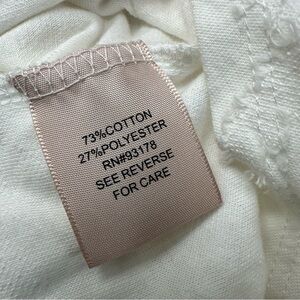 73%COTTON
27%POLYESTER
RN#93178
SEE REVERSE
FOR CARE